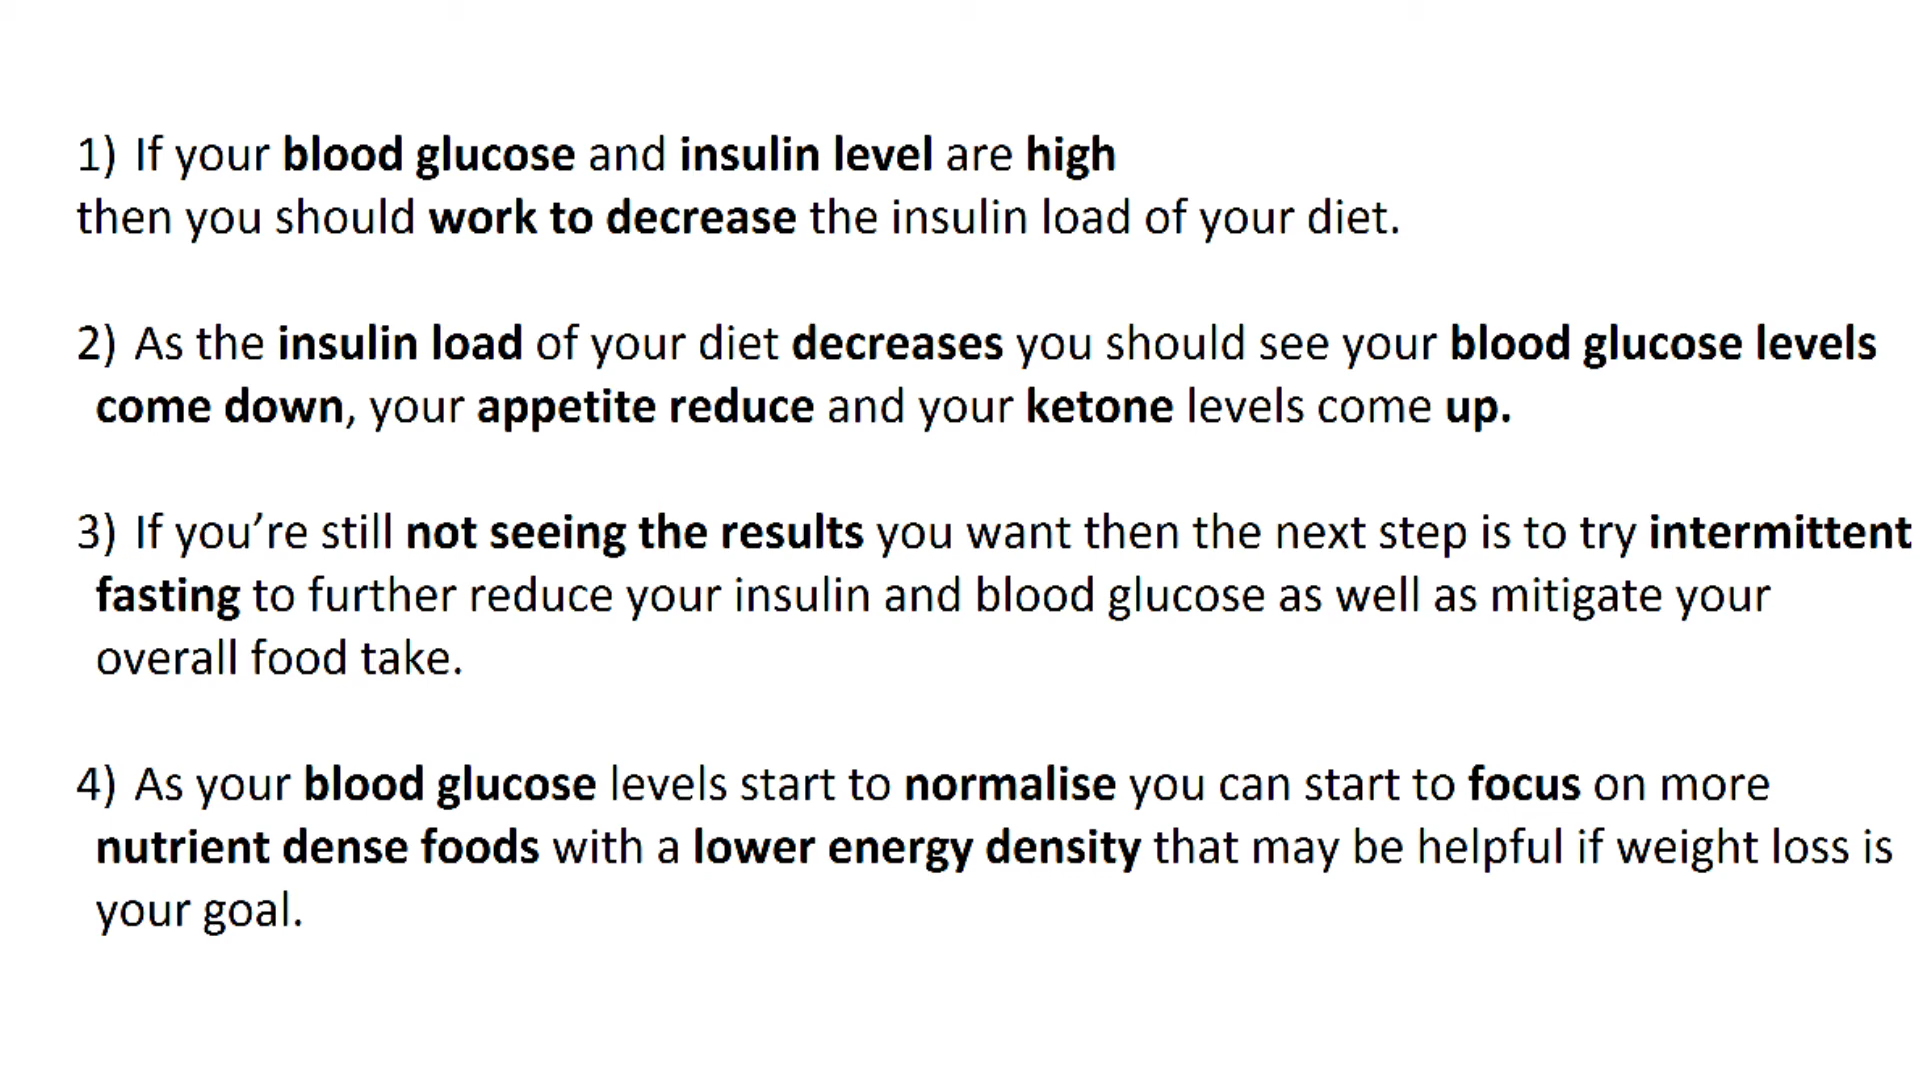 1) If your blood glucose and insulin level are high
then you should work to decrease the insulin load of your diet.
2) As the insulin load of your diet decreases you should see your blood glucose levels
come down, your appetite reduce and your ketone levels come up.
3) If you’re still not seeing the results you want then the next step is to try intermittent
fasting to further reduce your insulin and blood glucose as well as mitigate your
overall food take.
4) As your blood glucose levels start to normalise you can start to focus on more
nutrient dense foods with a lower energy density that may be helpful if weight loss is
your goal.